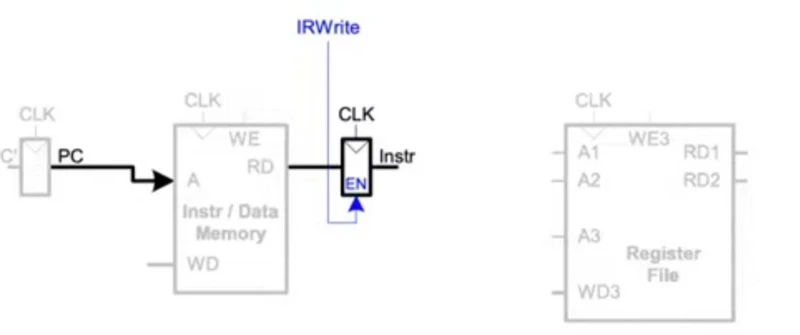 IRWrite
CLK
CLK
CLK
CLK
C'
PC
WE
RD
A
Instr / Data
Memory
WD
EN
Instr
WE3
A1
RD1
A2
RD2
A3
Register
File
WD3